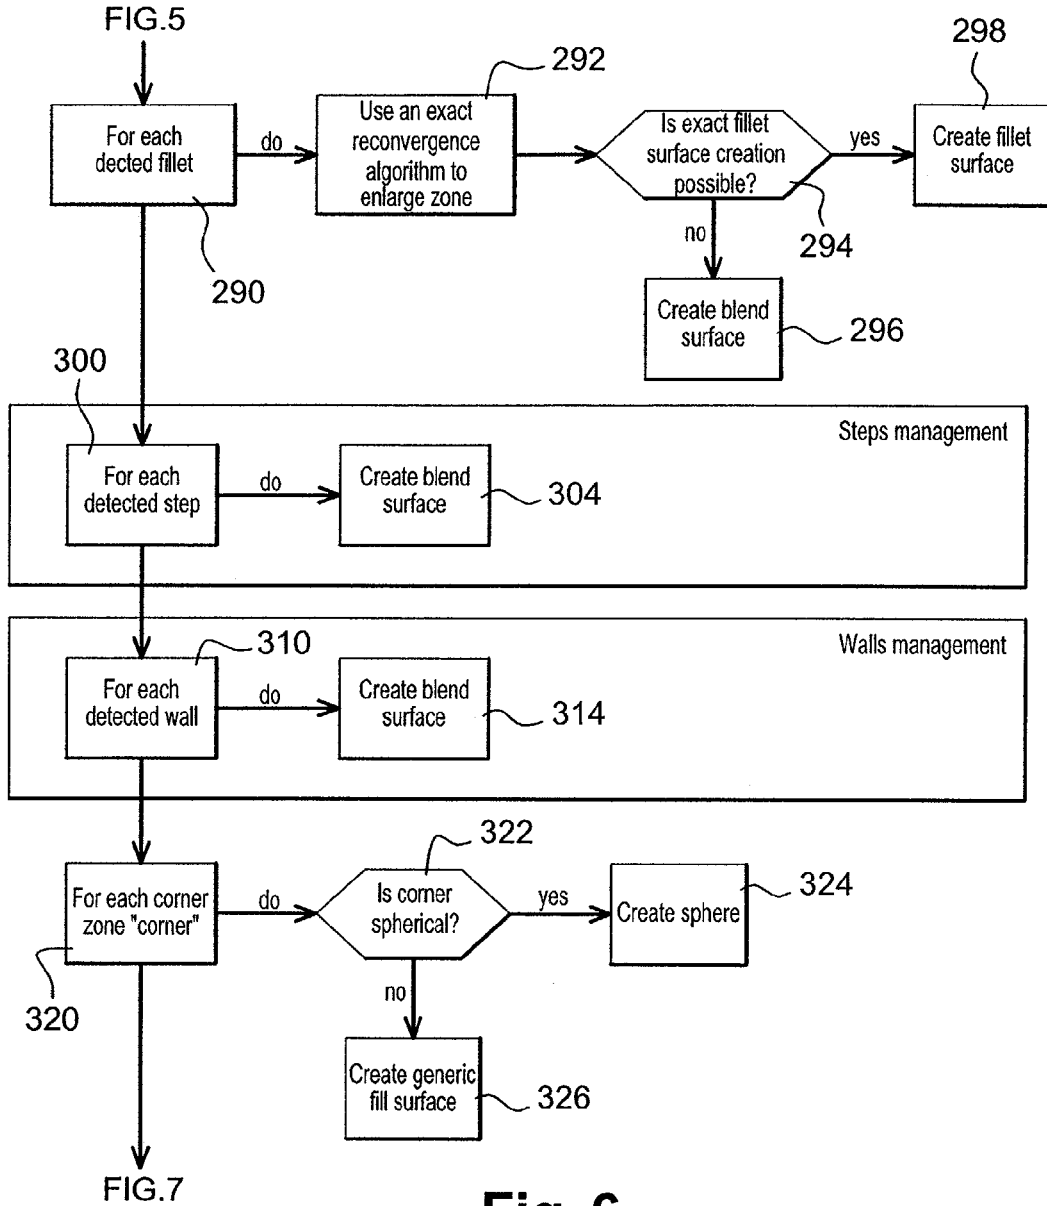 FIG.5
292
298
For each
dected fillet
do
Use an exact
reconvergence
algorithm to
enlarge zone
Is exact fillet
surface creation
possible?
yes
Create fillet
surface
290
no
294
Create blend
surface
296
300
Steps management
For each
detected step
do
Create blend
surface
304
Walls management
310
For each
detected wall
do
Create blend
surface
314
322
For each corner
zone "corner"
do
Is corner
spherical?
yes
Create sphere
324
320
no
Create generic
fill surface
326
FIG.7
Fig. 6